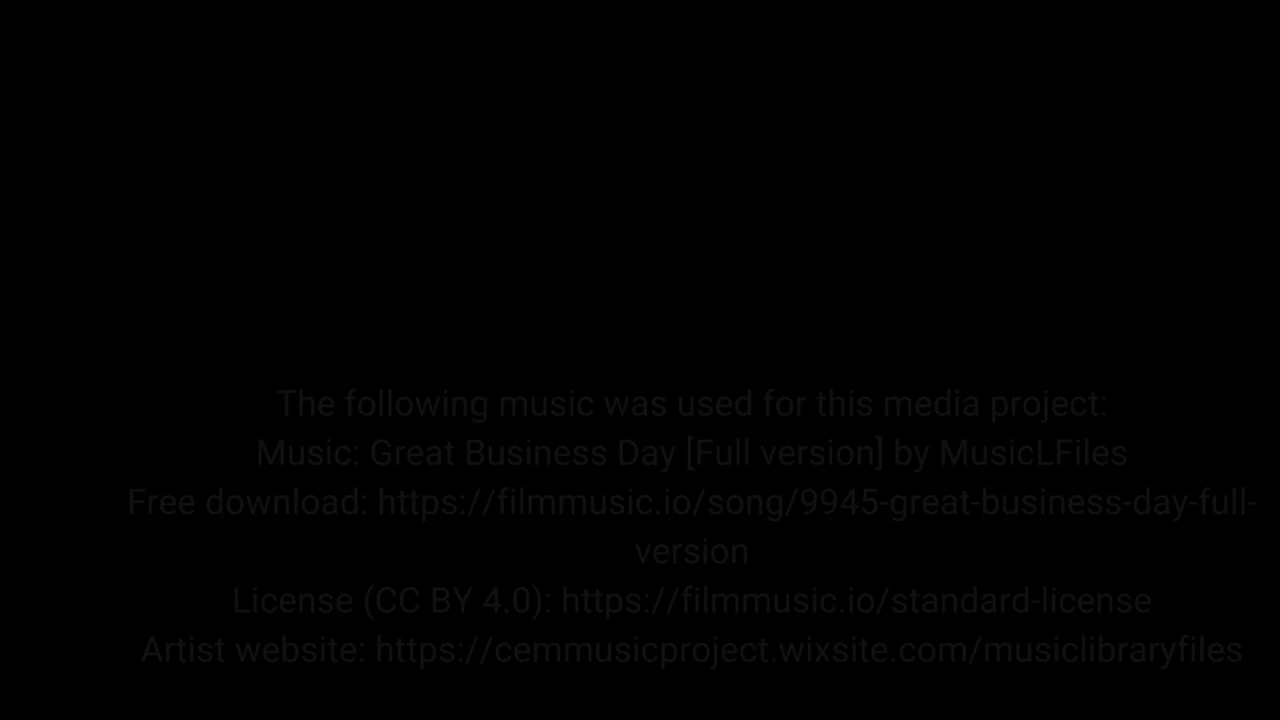 The following music was used for this media project:
Music: Great Business Day [Full version] by MusicLFiles
Free download: https://filmmusic.io/song/9945-great-business-day-full-
version
License (CC BY 4.0): https://filmmusic.io/standard-license
Artist website: https://cemmusicproject.wixsite.com/musiclibraryfiles